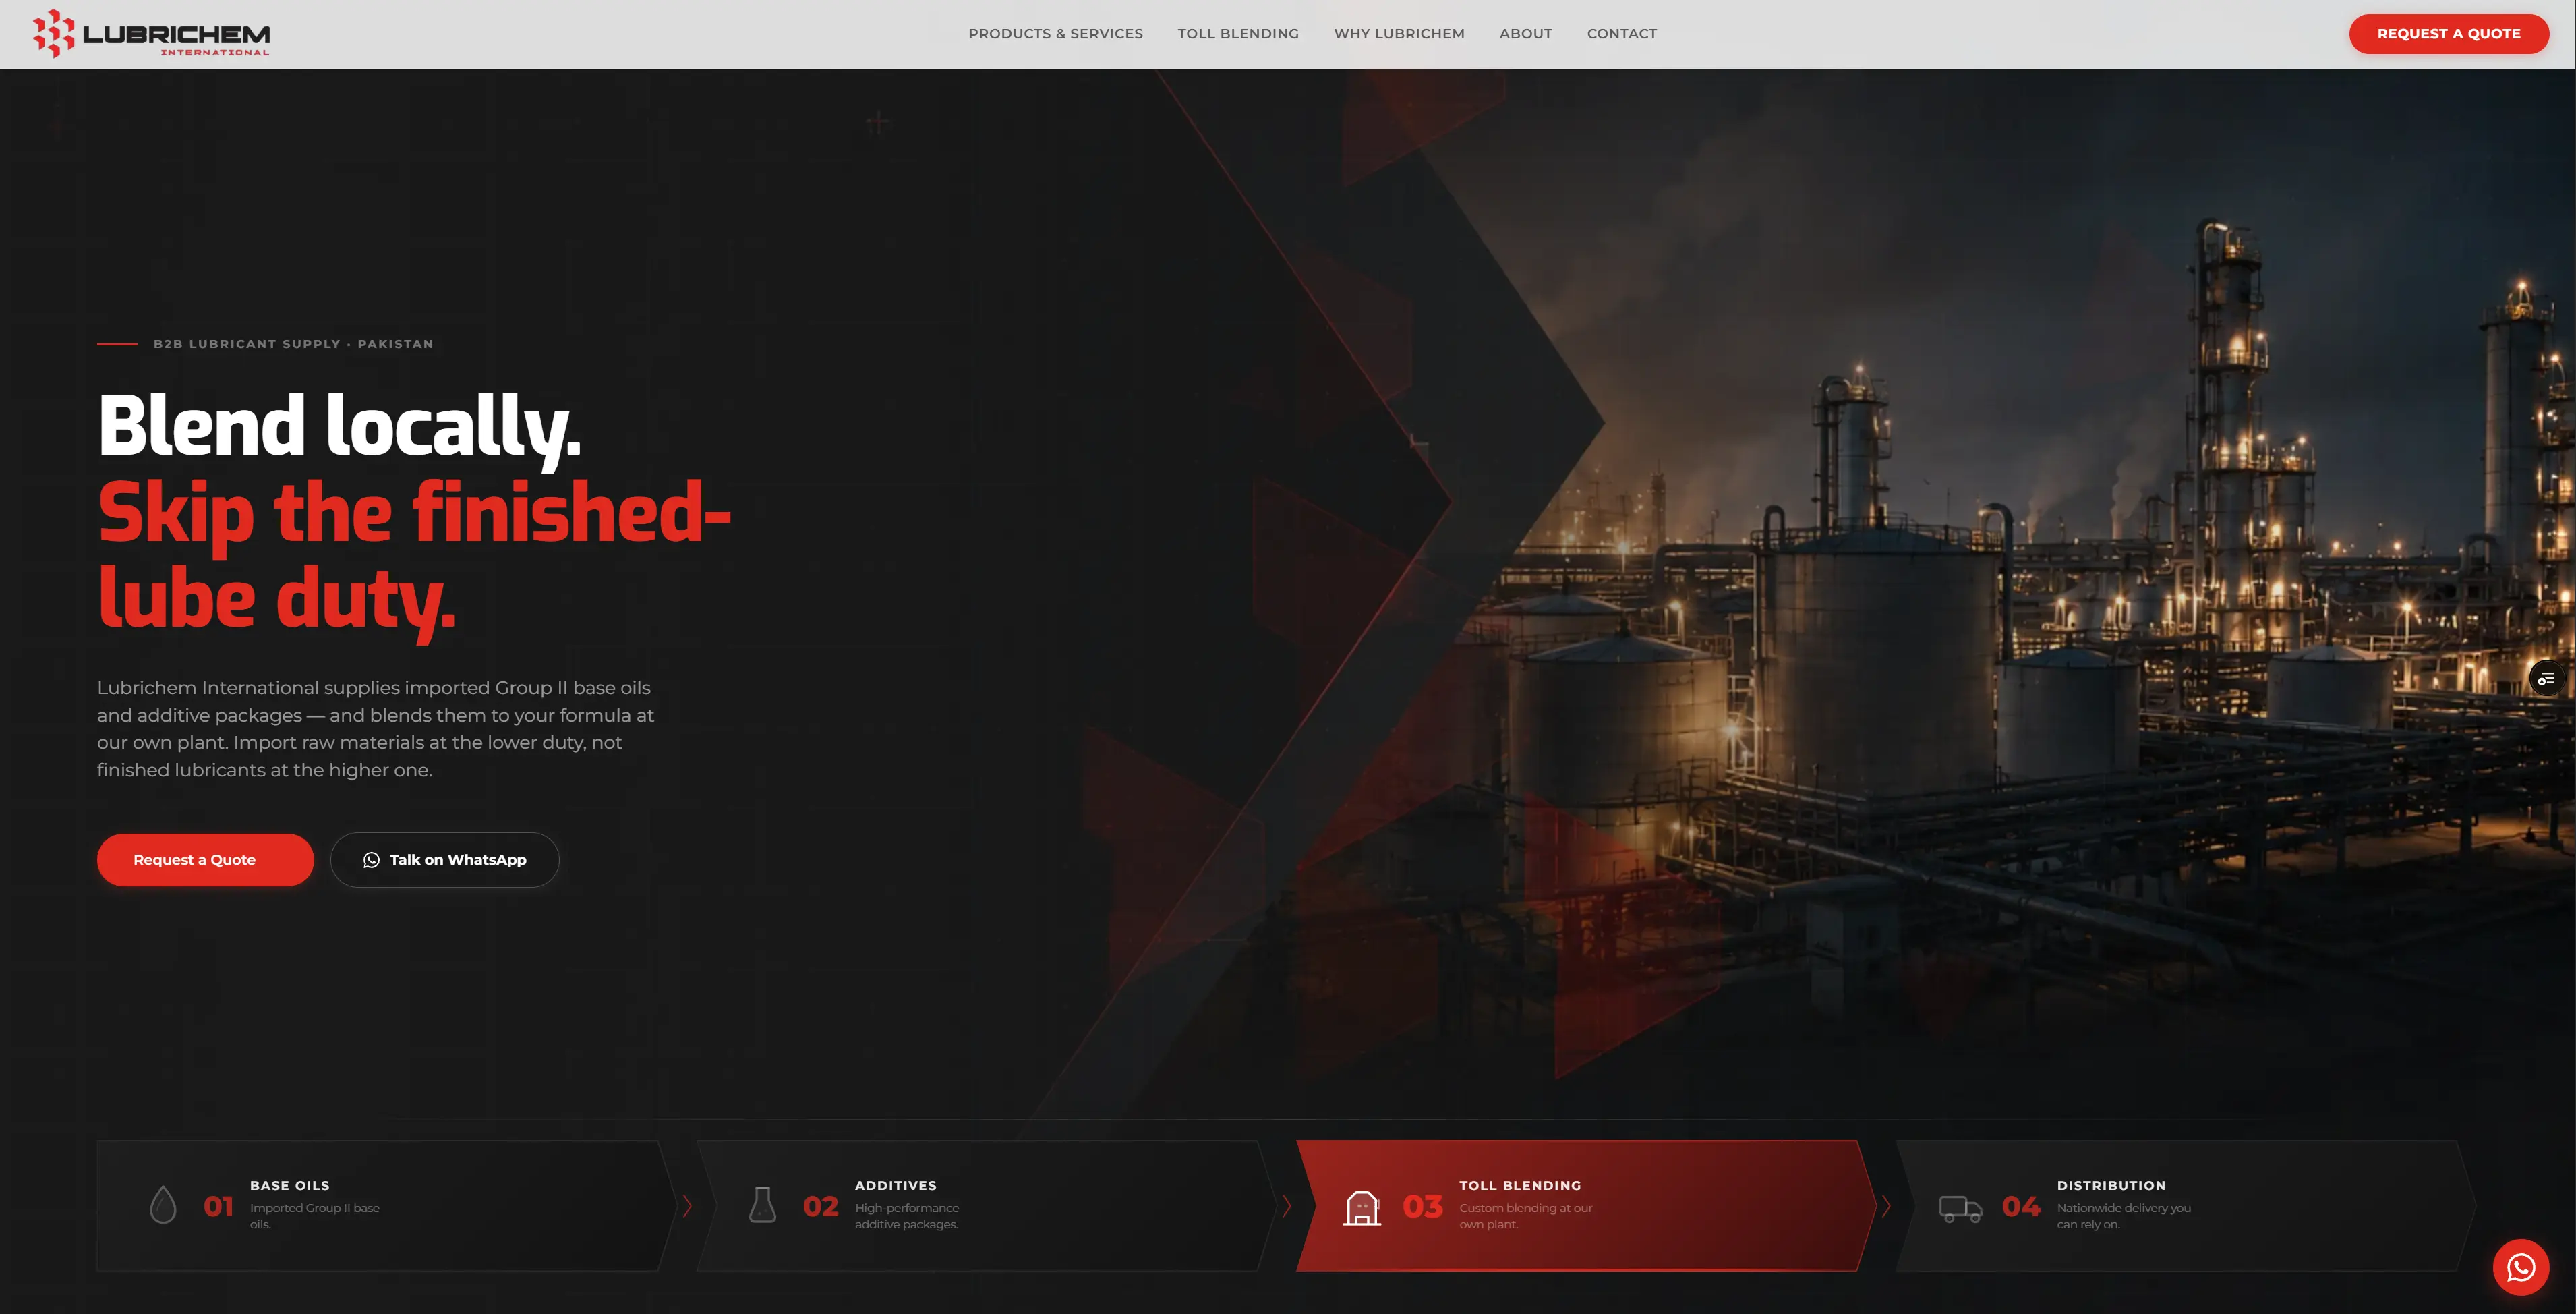 LUBRICHEM
INTERNATIONAL
PRODUCTS & SERVICES
TOLL BLENDING
WHY LUBRICHEM
ABOUT
CONTACT
REQUEST A QUOTE
B2B LUBRICANT SUPPLY · PAKISTAN
Blend locally.
Skip the finished-
lube duty.
Lubrichem International supplies imported Group II base oils
and additive packages — and blends them to your formula at
our own plant. Import raw materials at the lower duty, not
finished lubricants at the higher one.
Request a Quote
Talk on WhatsApp
01
BASE OILS
Imported Group II base
oils.
02
ADDITIVES
High-performance
additive packages.
03
TOLL BLENDING
Custom blending at our
own plant.
04
DISTRIBUTION
Nationwide delivery you
can rely on.